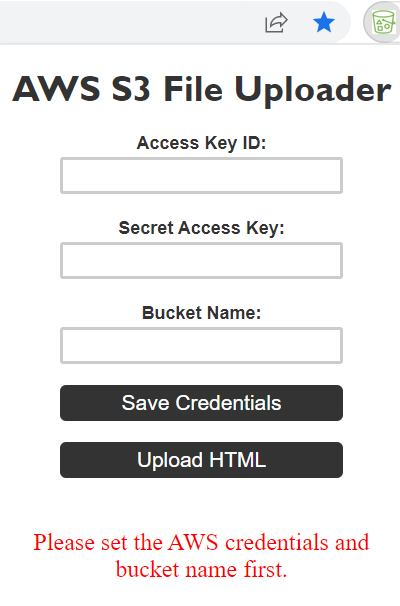 AWS S3 File Uploader
Access Key ID:
Secret Access Key:
Bucket Name:
Save Credentials
Upload HTML
Please set the AWS credentials and
bucket name first.